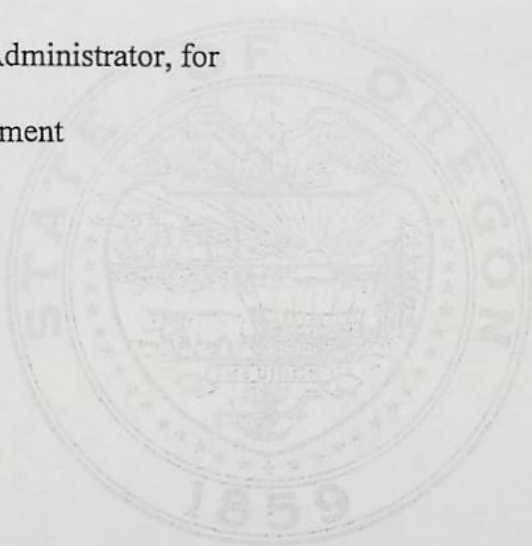 Administrator, for
ment
STATE OF OREGON
THE UNION
1859